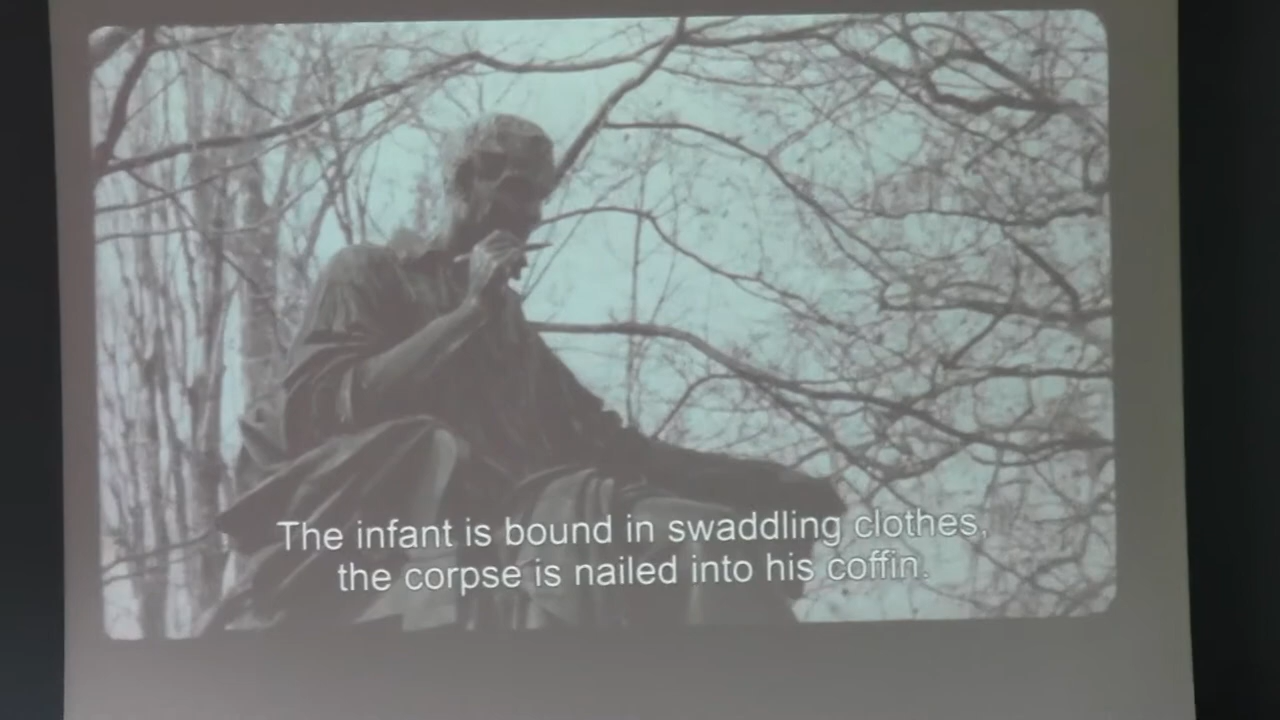 The infant is bound in swaddling clothes,
the corpse is nailed into his coffin.